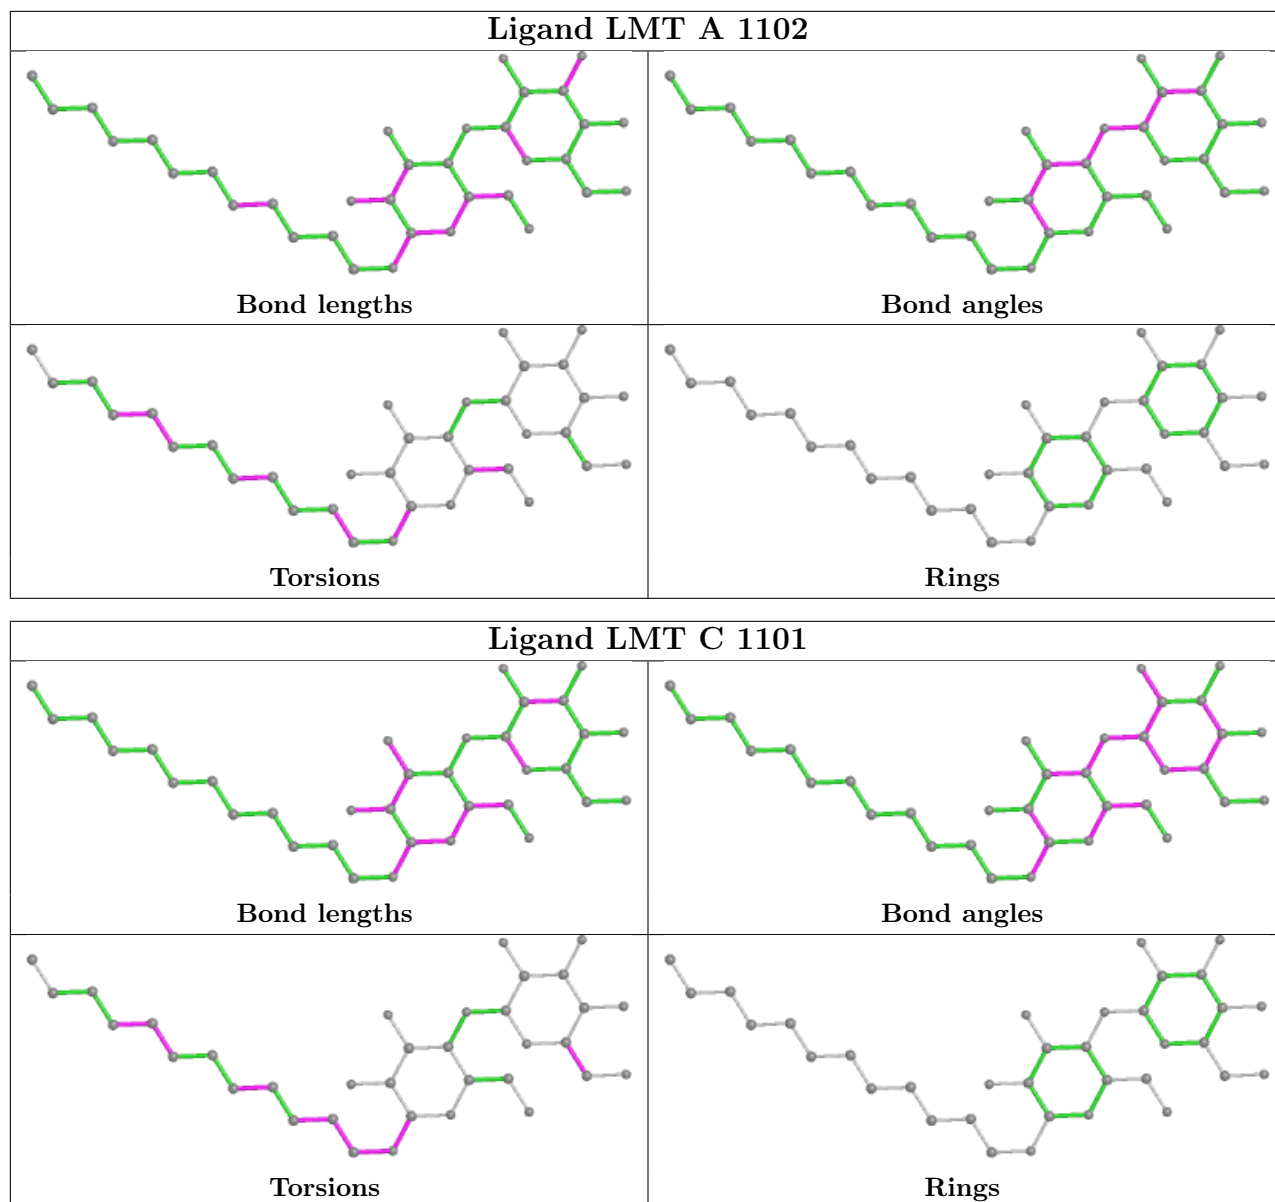 Ligand LMT A 1102
Bond lengths
Bond angles
Torsions
Rings
Ligand LMT C 1101
Bond lengths
Bond angles
Torsions
Rings